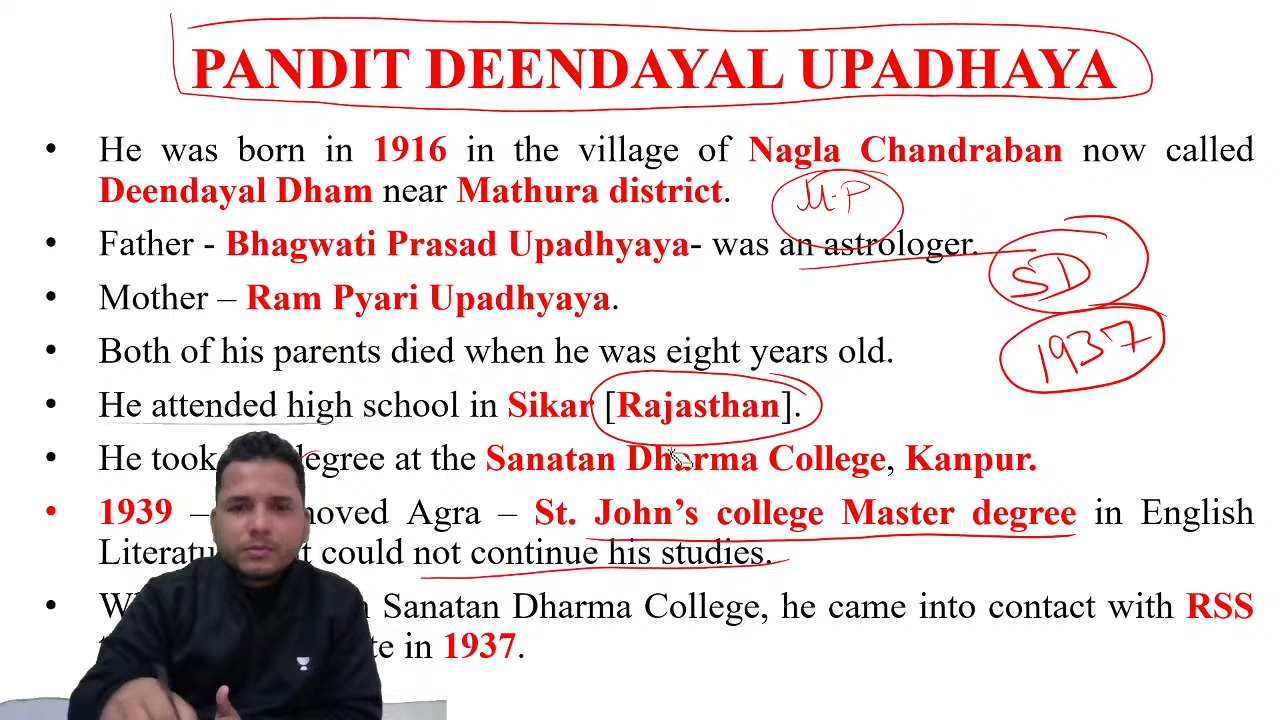 PANDIT DEENDAYAL UPADHAYA
• He was born in 1916 in the village of Nagla Chandraban now called
Deendayal Dham near Mathura district.
M.P
• Father - Bhagwati Prasad Upadhyaya- was an astrologer.
SD
• Mother – Ram Pyari Upadhyaya.
1937
• Both of his parents died when he was eight years old.
• He attended high school in Sikar [Rajasthan].
• He took degree at the Sanatan Dharma College, Kanpur.
• 1939 – moved Agra – St. John's college Master degree in English
could not continue his studies.
• Sanatan Dharma College, he came into contact with RSS
in 1937.